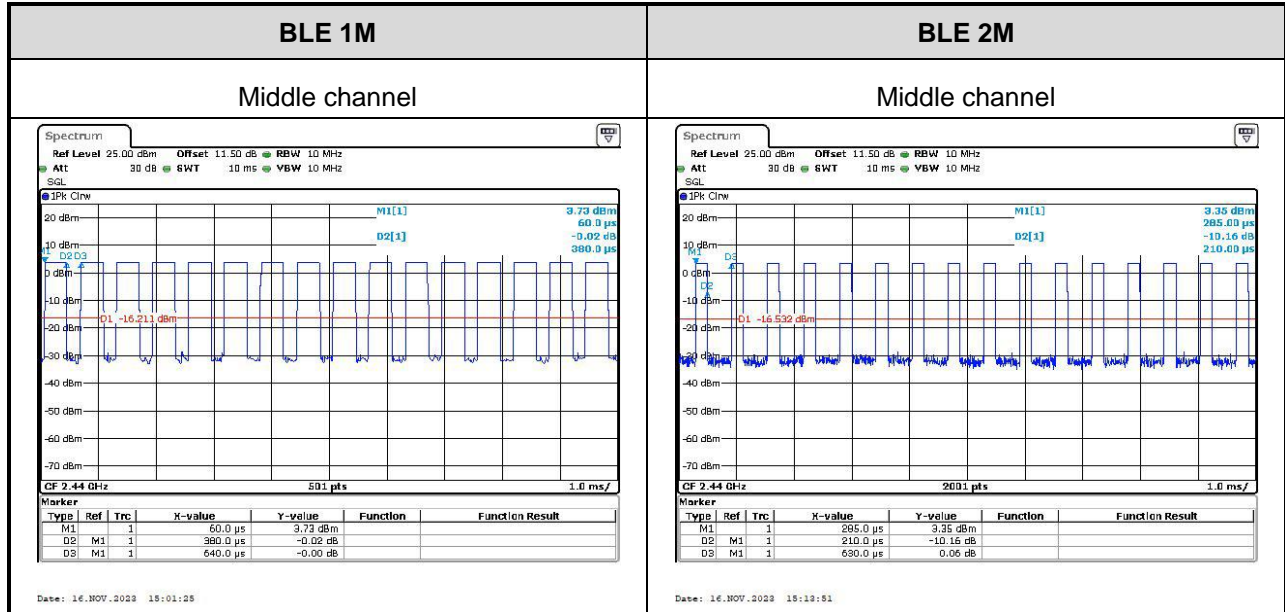 BLE 1M
BLE 2M
Middle channel
Middle channel
Spectrum
Ref Level 25.00 dBm Offset 11.50 dB RBW 10 MHz
Att 30 dB SWT 10 ms VBW 10 MHz
SGL
1Pk Clrw
M1[1] 3.73 dBm
60.0 µs
D2[1] -0.02 dB
380.0 µs
20 dBm
10 dBm
M1 D2 D3
0 dBm
-10 dBm
D1 -16.211 dBm
-20 dBm
-30 dBm
-40 dBm
-50 dBm
-60 dBm
-70 dBm
CF 2.44 GHz 501 pts 1.0 ms/
Marker
Type Ref Trc X-value Y-value Function Function Result
M1 1 60.0 µs 3.73 dBm
D2 M1 1 380.0 µs -0.02 dB
D3 M1 1 640.0 µs -0.00 dB
Date: 16.NOV.2023 15:01:25
Spectrum
Ref Level 25.00 dBm Offset 11.50 dB RBW 10 MHz
Att 30 dB SWT 10 ms VBW 10 MHz
SGL
1Pk Clrw
M1[1] 3.35 dBm
285.00 µs
D2[1] -10.16 dB
210.00 µs
20 dBm
10 dBm
M1 D3
0 dBm
D2
-10 dBm
D1 -16.532 dBm
-20 dBm
-30 dBm
-40 dBm
-50 dBm
-60 dBm
-70 dBm
CF 2.44 GHz 2001 pts 1.0 ms/
Marker
Type Ref Trc X-value Y-value Function Function Result
M1 1 285.0 µs 3.35 dBm
D2 M1 1 210.0 µs -10.16 dB
D3 M1 1 630.0 µs 0.06 dB
Date: 16.NOV.2023 15:13:51